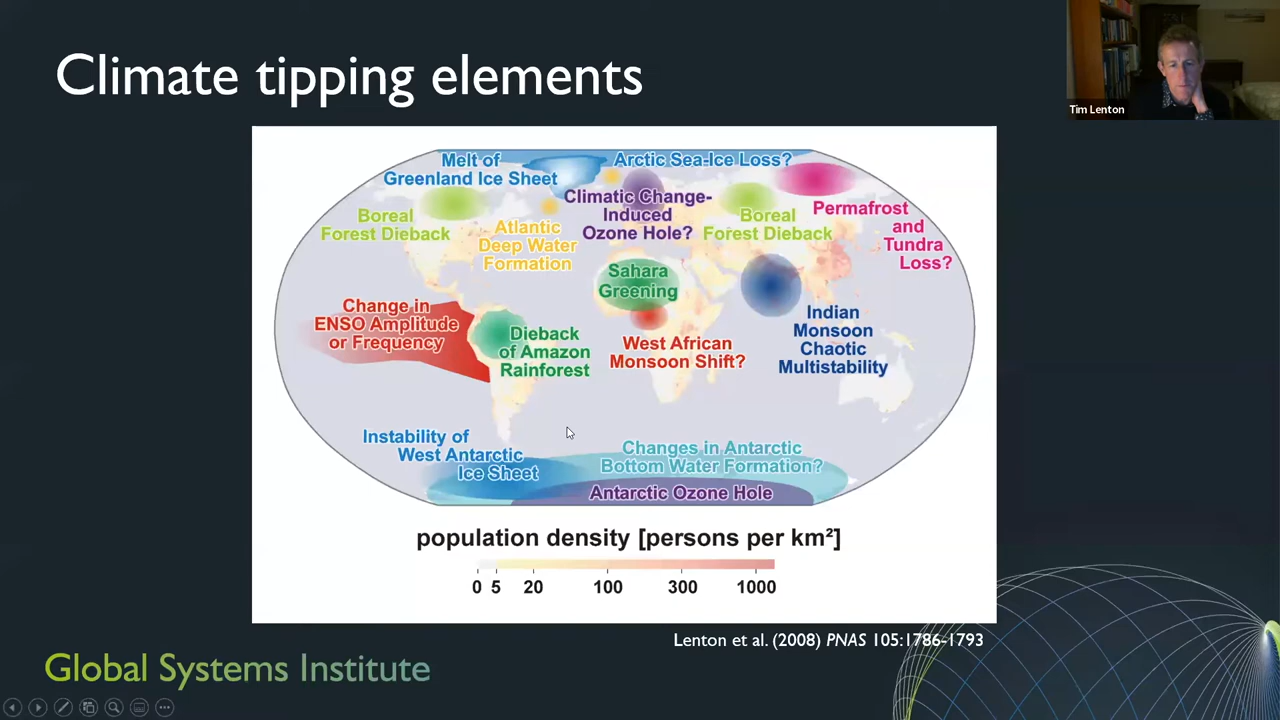 Climate tipping elements
Tim Lenton
Melt of
Greenland Ice Sheet
Arctic Sea-Ice Loss?
Climatic Change-
Induced
Ozone Hole?
Boreal
Forest Dieback
Atlantic
Deep Water
Formation
Boreal
Forest Dieback
Permafrost
and
Tundra
Loss?
Sahara
Greening
Change in
ENSO Amplitude
or Frequency
Dieback
of Amazon
Rainforest
West African
Monsoon Shift?
Indian
Monsoon
Chaotic
Multistability
Instability of
West Antarctic
Ice Sheet
Changes in Antarctic
Bottom Water Formation?
Antarctic Ozone Hole
population density [persons per km²]
0 5 20 100 300 1000
Lenton et al. (2008) PNAS 105:1786-1793
Global Systems Institute